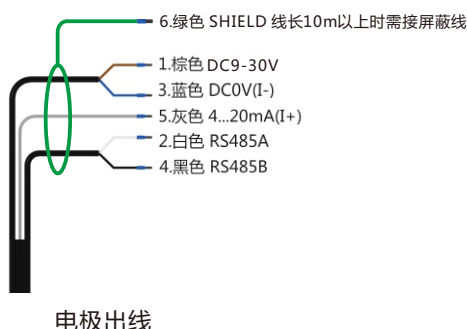 6.绿色 SHIELD 线长10m以上时需接屏蔽线
1.棕色 DC9-30V
3.蓝色 DC0V(I-)
5.灰色 4...20mA(I+)
2.白色 RS485A
4.黑色 RS485B
电极出线